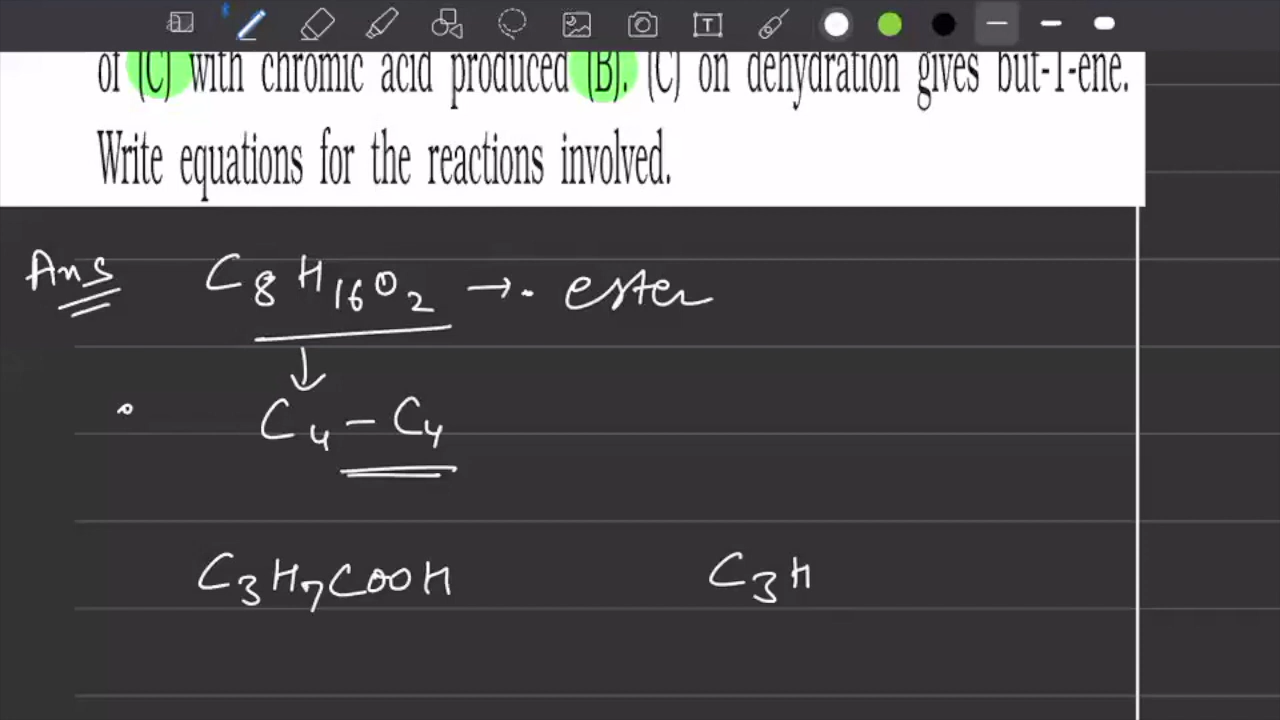 of (C) with chromic acid produced (B). (C) on dehydration gives but-1-ene.
Write equations for the reactions involved.
Ans C₈H₁₆O₂ →. ester
↓
C₄ - C₄
C₃H₇COOH C₃H